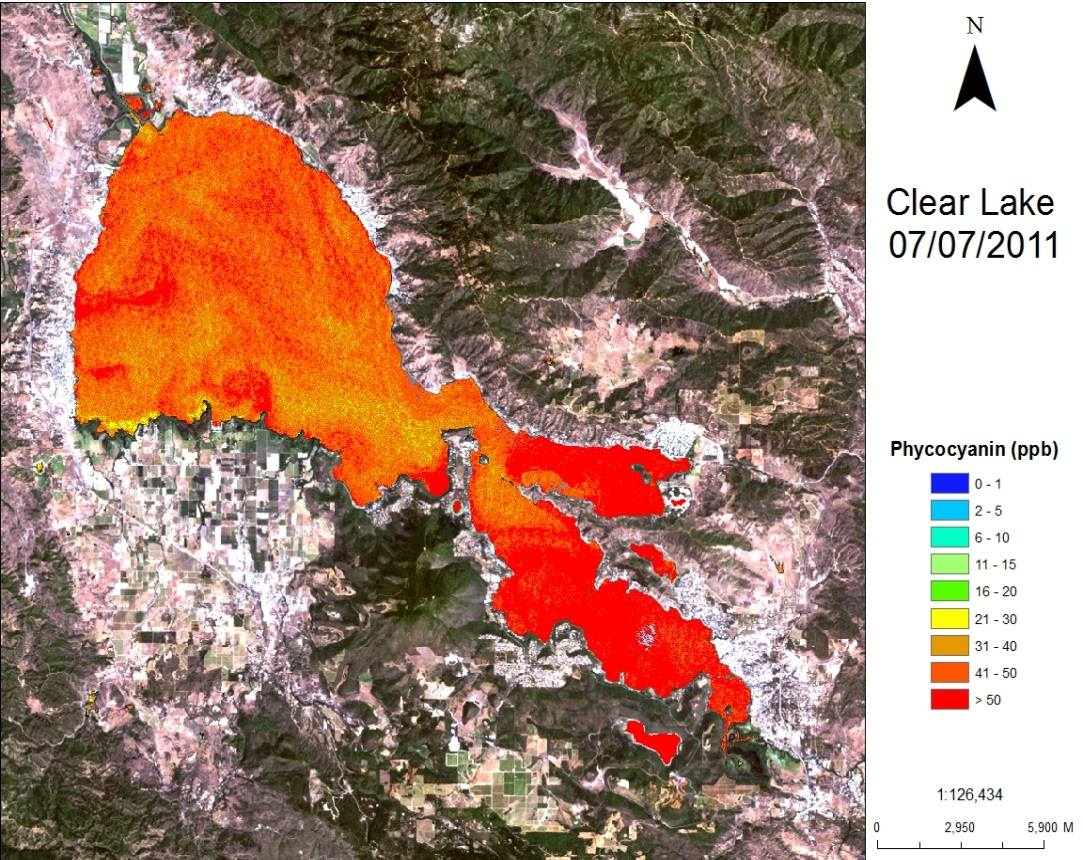 N
Clear Lake
07/07/2011
Phycocyanin (ppb)
0 - 1
2 - 5
6 - 10
11 - 15
16 - 20
21 - 30
31 - 40
41 - 50
> 50
1:126,434
0 2,950 5,900 M